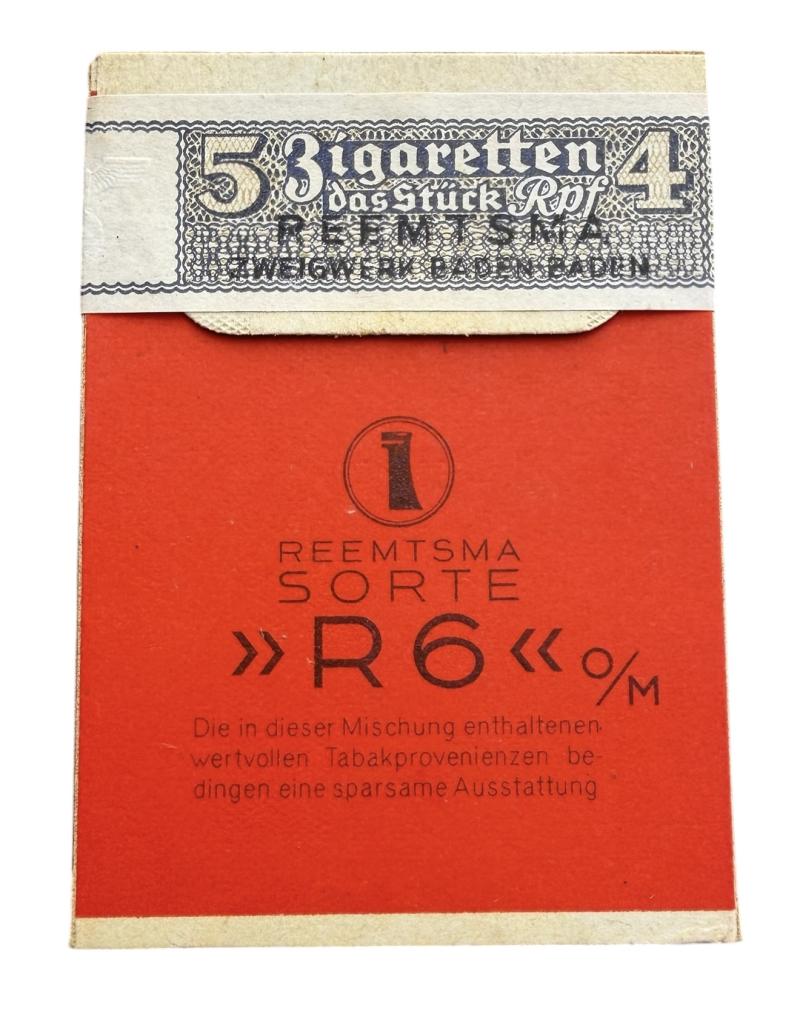 5 Zigaretten 4
das Stück Rpf
REEMTSMA
ZWEIGWERK BADEN-BADEN
REEMTSMA
SORTE
»R6« O/M
Die in dieser Mischung enthaltenen
wertvollen Tabakprovenienzen be-
dingen eine sparsame Ausstattung